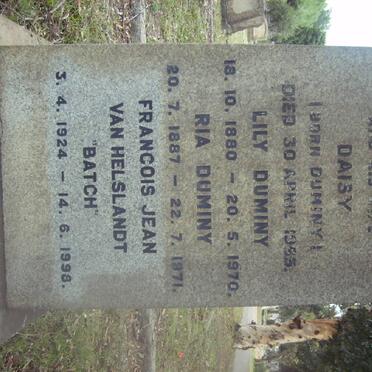 DAISY
( BORN DUMINY )
DIED 30 APRIL 1955.
LILY DUMINY
18. 10. 1880 – 20. 5. 1970.
RIA DUMINY
20. 7. 1887 – 22. 7. 1971.
FRANCOIS JEAN
VAN HELSLANDT
"BATCH"
3. 4. 1924 – 14. 6. 1998.